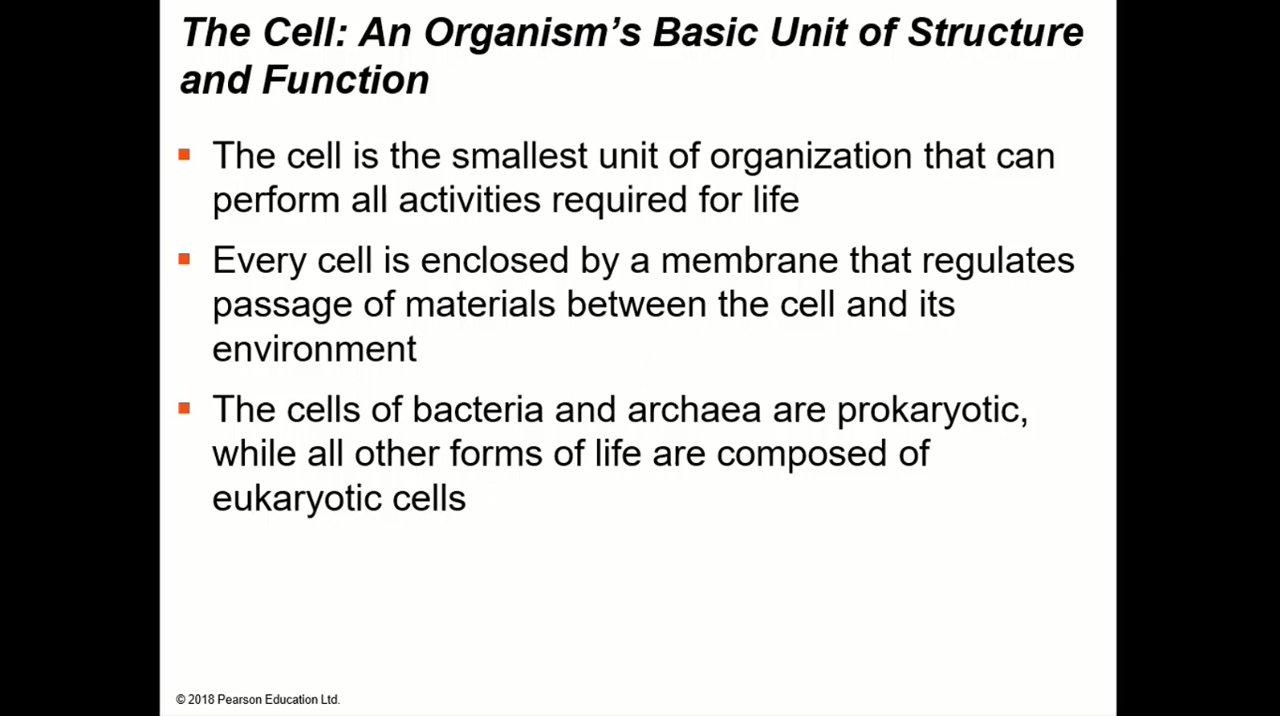 The Cell: An Organism’s Basic Unit of Structure
and Function
▪ The cell is the smallest unit of organization that can
perform all activities required for life
▪ Every cell is enclosed by a membrane that regulates
passage of materials between the cell and its
environment
▪ The cells of bacteria and archaea are prokaryotic,
while all other forms of life are composed of
eukaryotic cells
© 2018 Pearson Education Ltd.